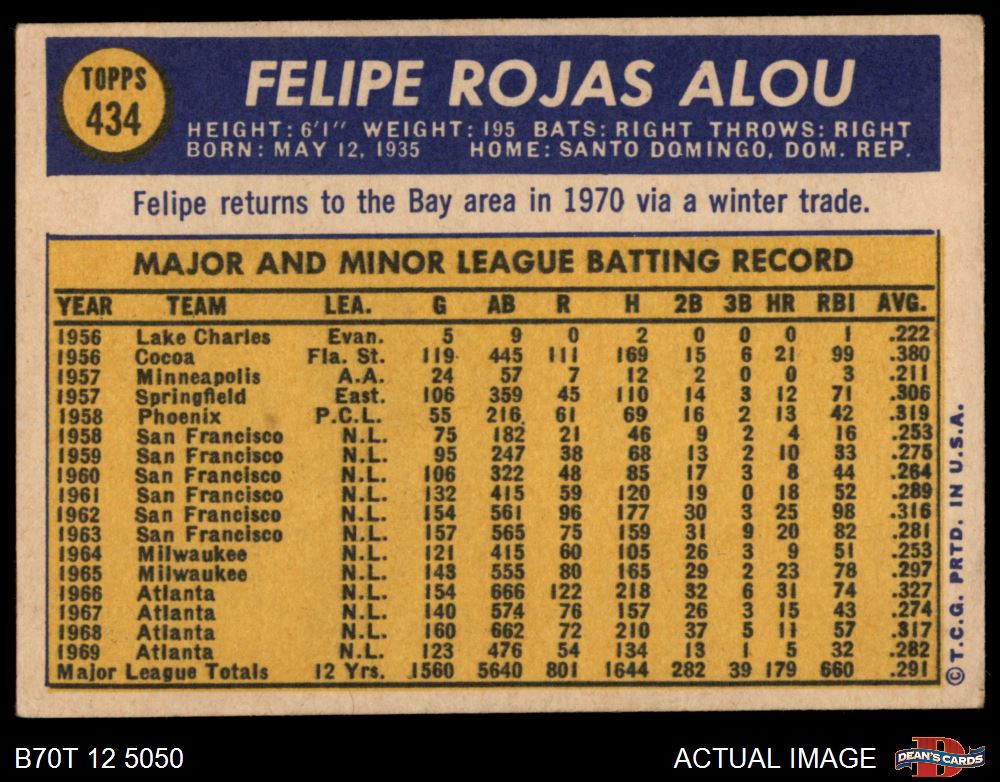 TOPPS
434
FELIPE ROJAS ALOU
HEIGHT: 6'1" WEIGHT: 195 BATS: RIGHT THROWS: RIGHT
BORN: MAY 12, 1935 HOME: SANTO DOMINGO, DOM. REP.
Felipe returns to the Bay area in 1970 via a winter trade.
MAJOR AND MINOR LEAGUE BATTING RECORD
YEAR TEAM LEA. G AB R H 2B 3B HR RBI AVG.
1956 Lake Charles Evan. 5 9 0 2 0 0 0 1 .222
1956 Cocoa Fla. St. 119 445 111 169 15 6 21 99 .380
1957 Minneapolis A.A. 24 57 7 12 2 0 0 3 .211
1957 Springfield East. 106 359 45 110 14 3 12 71 .306
1958 Phoenix P.C.L. 55 216 61 69 16 2 13 42 .319
1958 San Francisco N.L. 75 182 21 46 9 2 4 16 .253
1959 San Francisco N.L. 95 247 38 68 13 2 10 33 .275
1960 San Francisco N.L. 106 322 48 85 17 3 8 44 .264
1961 San Francisco N.L. 132 415 59 120 19 0 18 52 .289
1962 San Francisco N.L. 154 561 96 177 30 3 25 98 .316
1963 San Francisco N.L. 157 565 75 159 31 9 20 82 .281
1964 Milwaukee N.L. 121 415 60 105 26 3 9 51 .253
1965 Milwaukee N.L. 143 555 80 165 29 2 23 78 .297
1966 Atlanta N.L. 154 666 122 218 32 6 31 74 .327
1967 Atlanta N.L. 140 574 76 157 26 3 15 43 .274
1968 Atlanta N.L. 160 662 72 210 37 5 11 57 .317
1969 Atlanta N.L. 123 476 54 134 13 1 5 32 .282
Major League Totals 12 Yrs. 1560 5640 801 1644 282 39 179 660 .291
© T.C.G. PRTD. IN U.S.A.
B70T 12 5050
ACTUAL IMAGE
D
DEAN'S CARDS